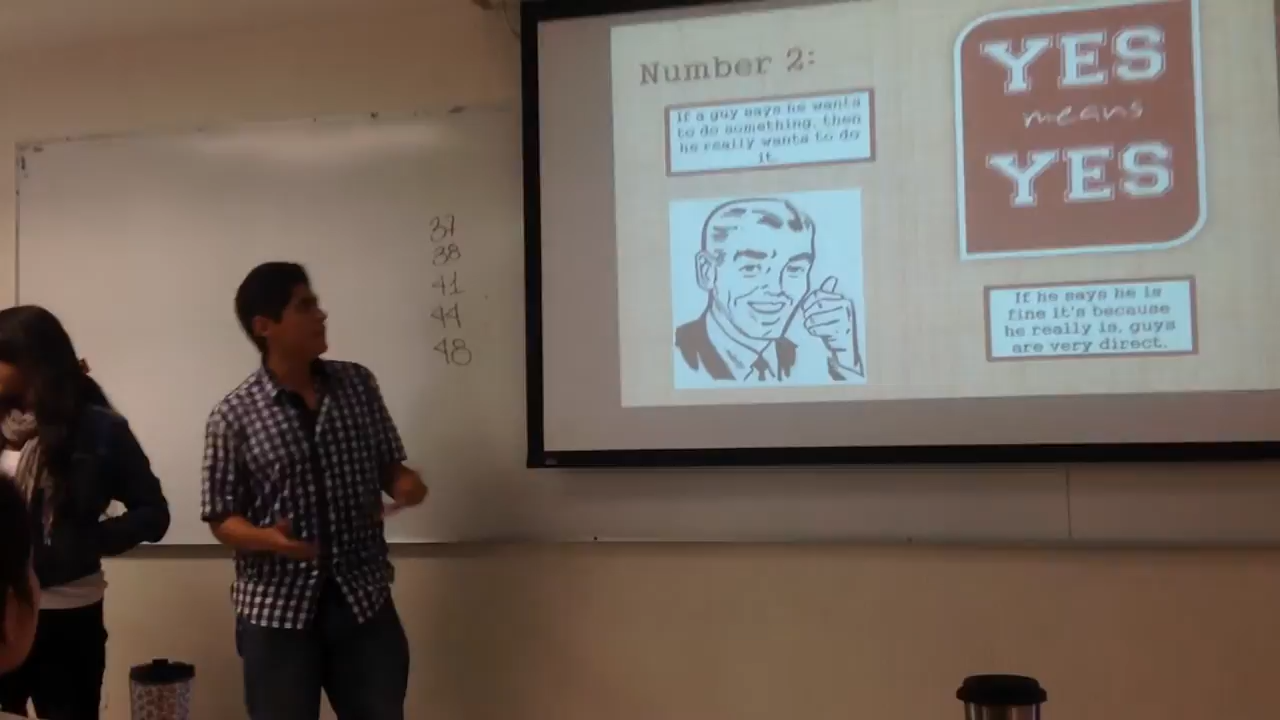 37
38
41
44
48
Number 2:
If a guy says he wants
to do something, then
he really wants to do
it.
YES
means
YES
If he says he is
fine it's because
he really is, guys
are very direct.